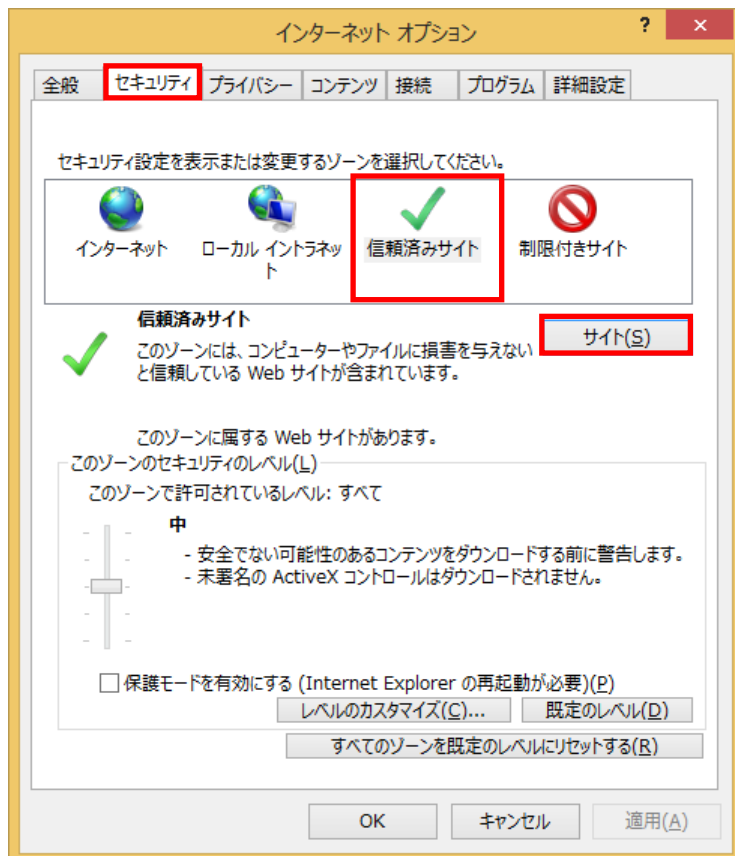 インターネット オプション
? ×
全般 セキュリティ プライバシー コンテンツ 接続 プログラム 詳細設定
セキュリティ設定を表示または変更するゾーンを選択してください。
インターネット
ローカル イントラネッ
ト
信頼済みサイト
制限付きサイト
信頼済みサイト
サイト(S)
このゾーンには、コンピューターやファイルに損害を与えない
と信頼している Web サイトが含まれています。
このゾーンに属する Web サイトがあります。
このゾーンのセキュリティのレベル(L)
このゾーンで許可されているレベル: すべて
中
- 安全でない可能性のあるコンテンツをダウンロードする前に警告します。
- 未署名の ActiveX コントロールはダウンロードされません。
保護モードを有効にする (Internet Explorer の再起動が必要)(P)
レベルのカスタマイズ(C)... 既定のレベル(D)
すべてのゾーンを既定のレベルにリセットする(R)
OK キャンセル 適用(A)